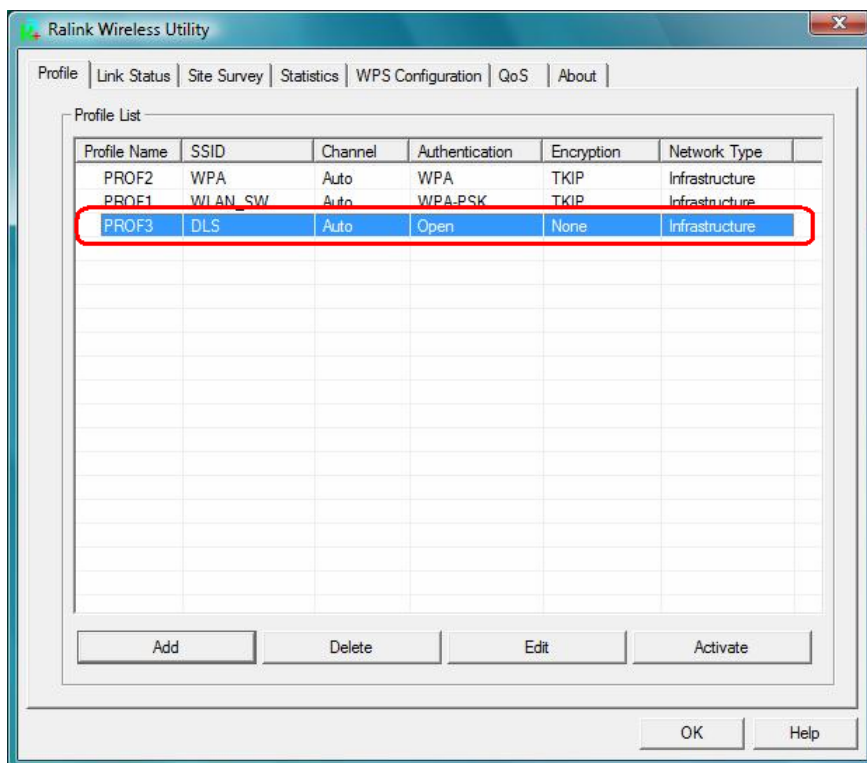 Ralink Wireless Utility
Profile Link Status Site Survey Statistics WPS Configuration QoS About
Profile List
Profile Name SSID Channel Authentication Encryption Network Type
PROF2 WPA Auto WPA TKIP Infrastructure
PROF1 WLAN_SW Auto WPA-PSK TKIP Infrastructure
PROF3 DLS Auto Open None Infrastructure
Add Delete Edit Activate
OK Help